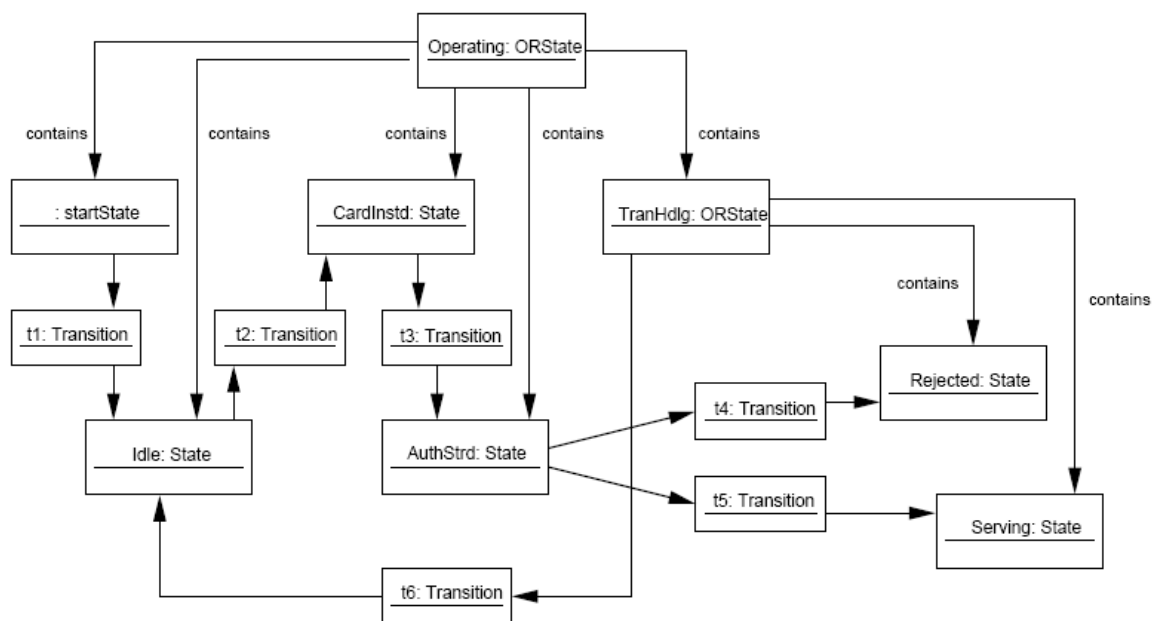 Operating: ORState
contains
contains
contains
contains
contains
: startState
CardInstd: State
TranHdlg: ORState
contains
contains
t1: Transition
t2: Transition
t3: Transition
Rejected: State
t4: Transition
Idle: State
AuthStrd: State
t5: Transition
Serving: State
t6: Transition